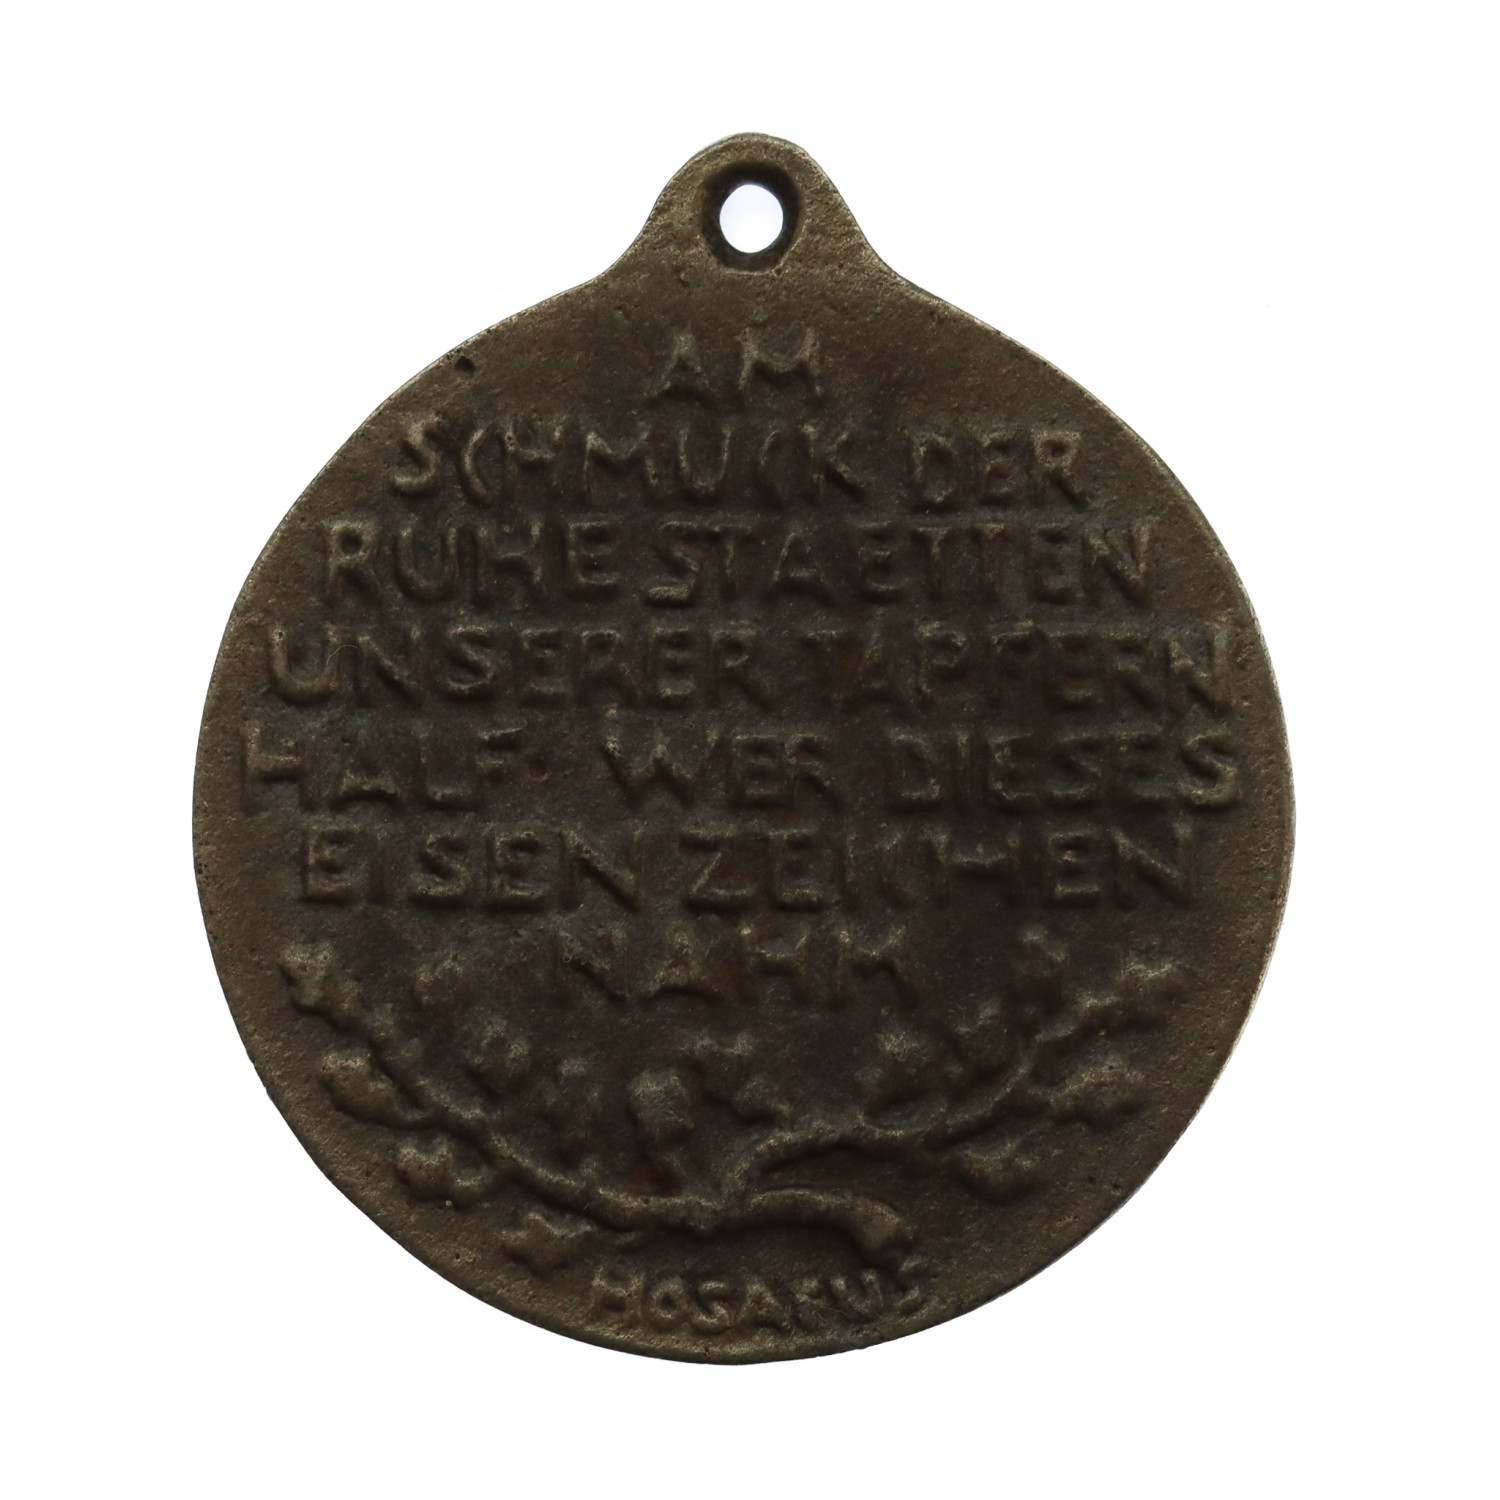 AM
SCHMUCK DER
RUHESTAETTEN
UNSERER TAPFERN
HALF· WER DIESES
EISENZEICHEN
NAHM
HOSAEUS